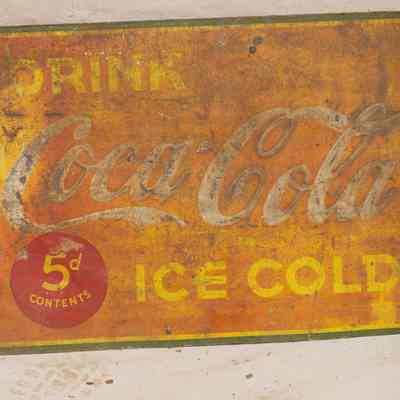 DRINK
Coca-Cola
5d
CONTENTS
ICE COLD